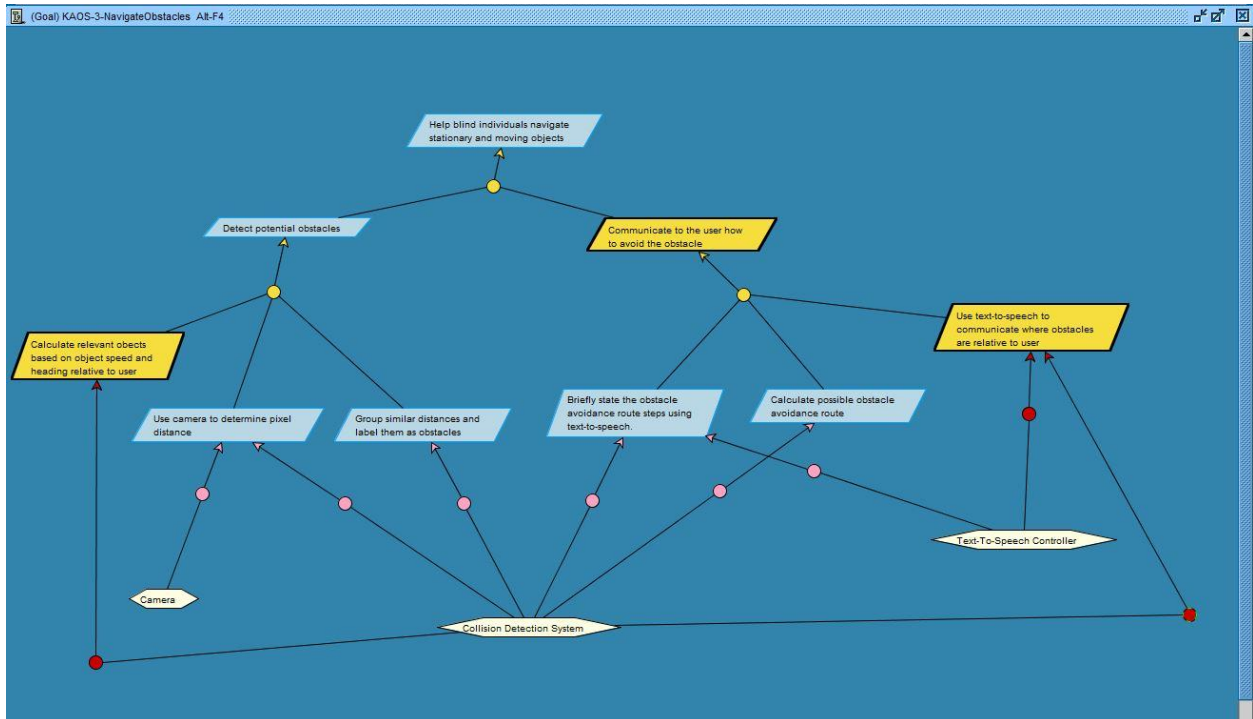 (Goal) KAOS-3-NavigateObstacles Alt-F4
Help blind individuals navigate
stationary and moving objects
Detect potential obstacles
Communicate to the user how
to avoid the obstacle
Calculate relevant obects
based on object speed and
heading relative to user
Use text-to-speech to
communicate where obstacles
are relative to user
Use camera to determine pixel
distance
Group similar distances and
label them as obstacles
Briefly state the obstacle
avoidance route steps using
text-to-speech.
Calculate possible obstacle
avoidance route
Text-To-Speech Controller
Camera
Collision Detection System